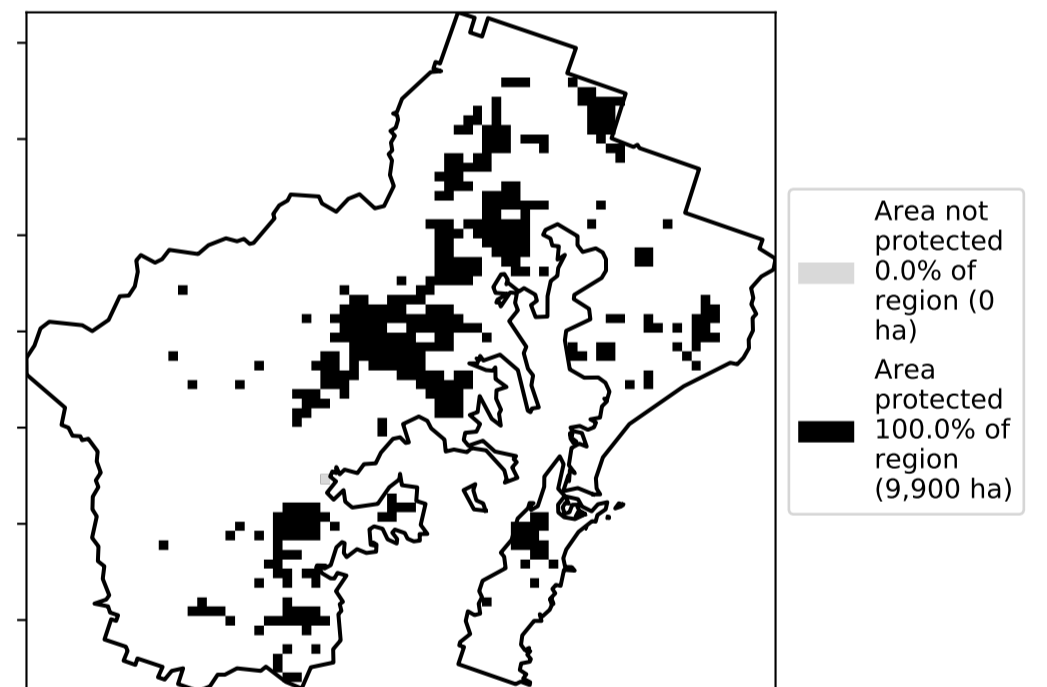 Area not
protected
0.0% of
region (0
ha)
Area
protected
100.0% of
region
(9,900 ha)